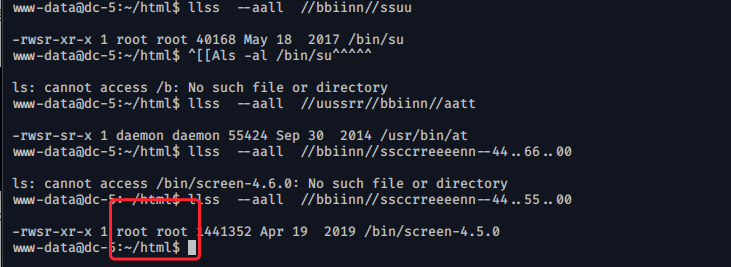 www-data@dc-5:~/html$ llss  --aall  //bbiinn//ssuu
-rwsr-xr-x 1 root root 40168 May 18  2017 /bin/su
www-data@dc-5:~/html$ ^[[Als -al /bin/su^^^^^
ls: cannot access /b: No such file or directory
www-data@dc-5:~/html$ llss  --aall  //uussrr//bbiinn//aatt
-rwsr-sr-x 1 daemon daemon 55424 Sep 30  2014 /usr/bin/at
www-data@dc-5:~/html$ llss  --aall  //bbiinn//ssccrreeeenn--44..66..00
ls: cannot access /bin/screen-4.6.0: No such file or directory
www-data@dc-5:~/html$ llss  --aall  //bbiinn//ssccrreeeenn--44..55..00
-rwsr-xr-x 1 root root 1441352 Apr 19  2019 /bin/screen-4.5.0
www-data@dc-5:~/html$